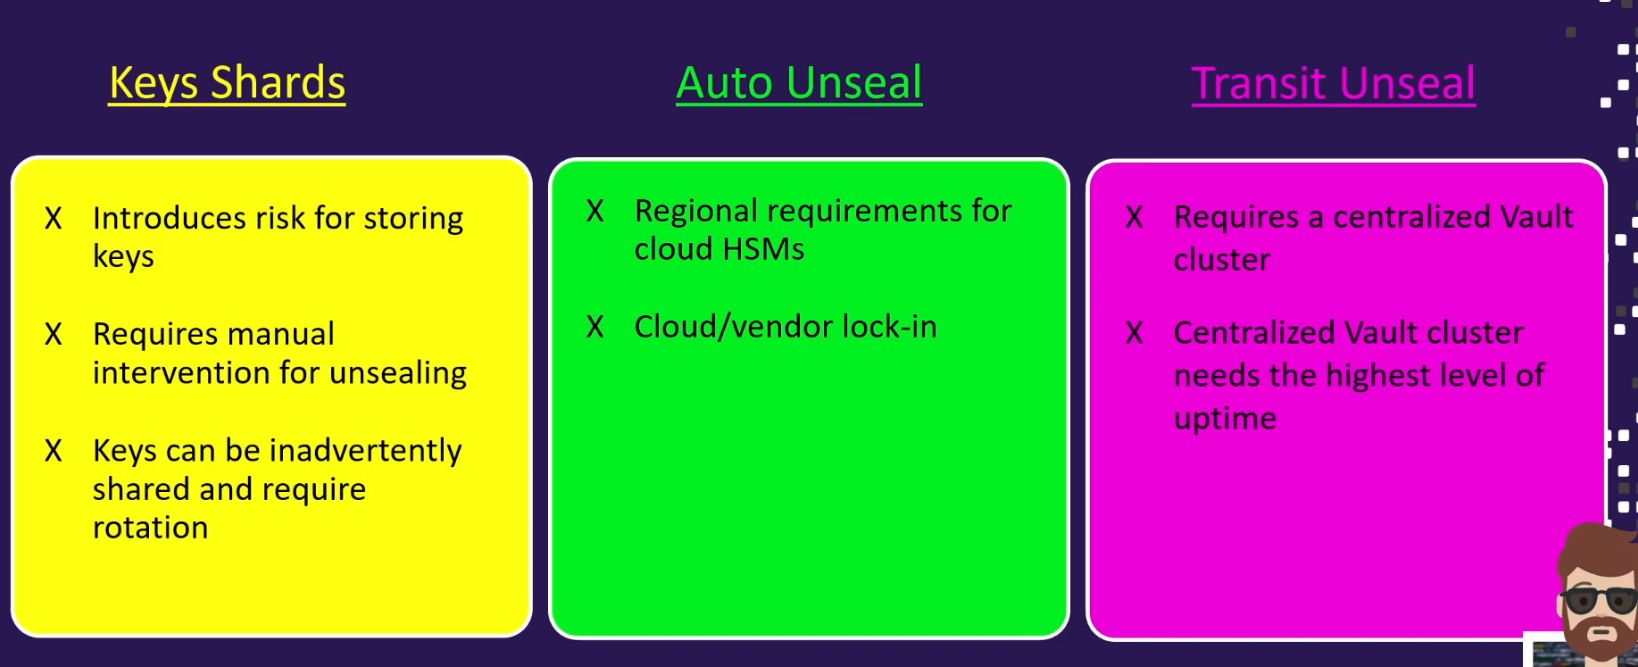 Keys Shards
X Introduces risk for storing
keys
X Requires manual
intervention for unsealing
X Keys can be inadvertently
shared and require
rotation
Auto Unseal
X Regional requirements for
cloud HSMs
X Cloud/vendor lock-in
Transit Unseal
X Requires a centralized Vault
cluster
X Centralized Vault cluster
needs the highest level of
uptime